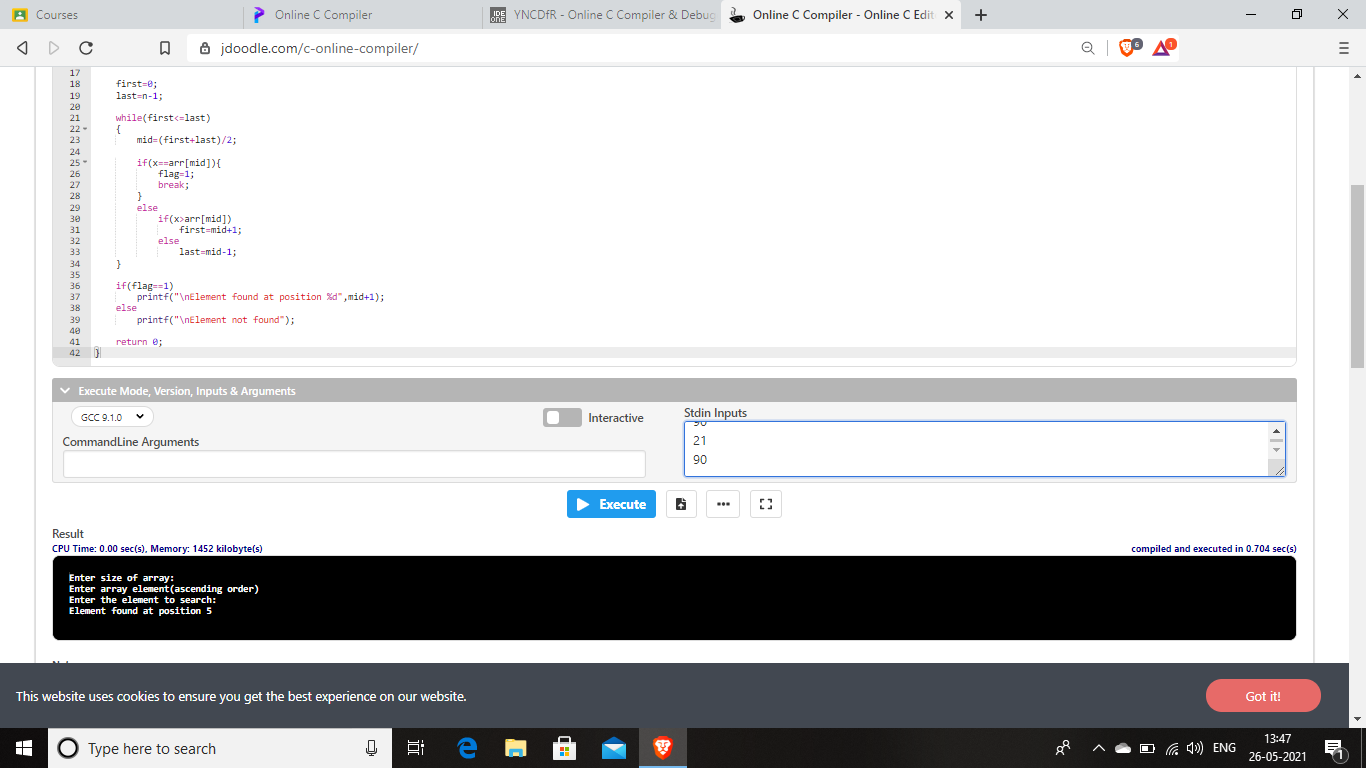 Courses
Online C Compiler
IDE ONE
YNCDfR - Online C Compiler & Debug
Online C Compiler - Online C Edit
jdoodle.com/c-online-compiler/
6
1
17
18 first=0;
19 last=n-1;
20
21 while(first<=last)
22 {
23 mid=(first+last)/2;
24
25 if(x==arr[mid]){
26 flag=1;
27 break;
28 }
29 else
30 if(x>arr[mid])
31 first=mid+1;
32 else
33 last=mid-1;
34 }
35
36 if(flag==1)
37 printf("\nElement found at position %d",mid+1);
38 else
39 printf("\nElement not found");
40
41 return 0;
42 }
Execute Mode, Version, Inputs & Arguments
GCC 9.1.0
Interactive
Stdin Inputs
CommandLine Arguments
21
90
Execute
Result
CPU Time: 0.00 sec(s), Memory: 1452 kilobyte(s)
compiled and executed in 0.704 sec(s)
Enter size of array:
Enter array element(ascending order)
Enter the element to search:
Element found at position 5
This website uses cookies to ensure you get the best experience on our website.
Got it!
Type here to search
ENG
13:47
26-05-2021
1